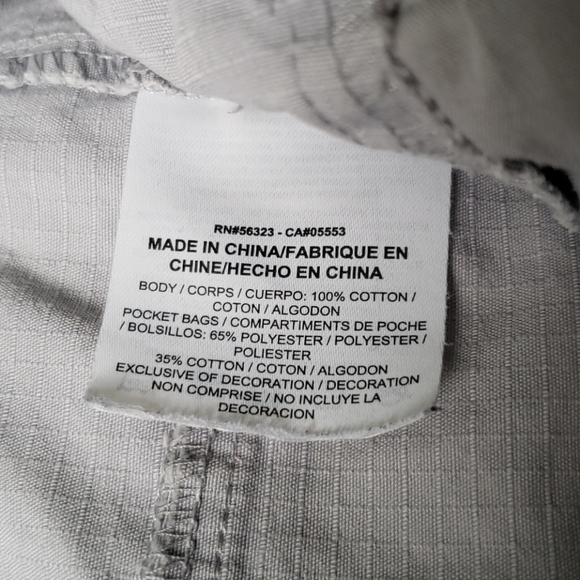 RN#56323 - CA#05553
MADE IN CHINA/FABRIQUE EN
CHINE/HECHO EN CHINA
BODY / CORPS / CUERPO: 100% COTTON /
COTON / ALGODON
POCKET BAGS / COMPARTIMENTS DE POCHE
/ BOLSILLOS: 65% POLYESTER / POLYESTER /
POLIESTER
35% COTTON / COTON / ALGODON
EXCLUSIVE OF DECORATION / DECORATION
NON COMPRISE / NO INCLUYE LA
DECORACION